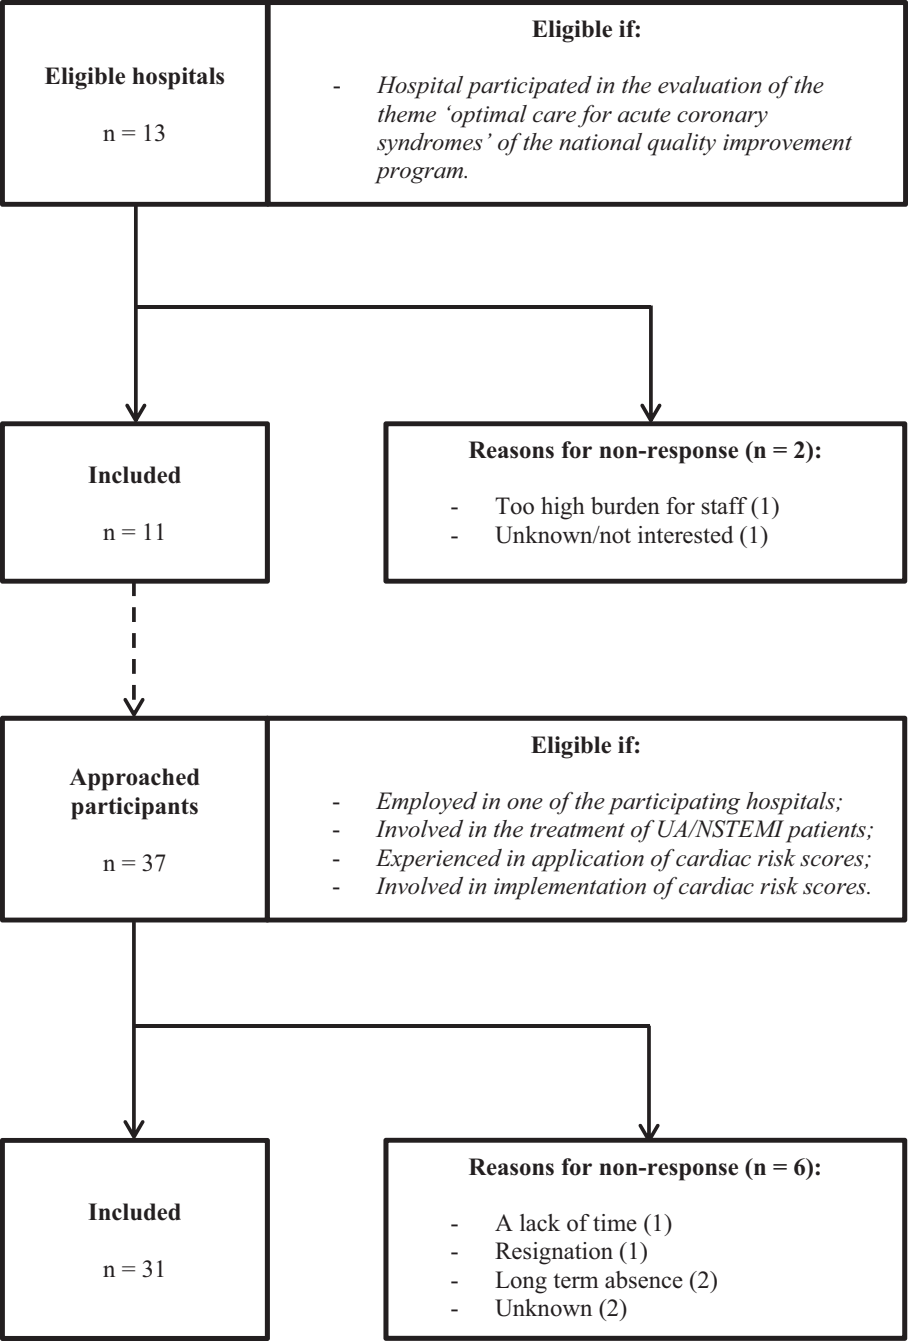 Eligible hospitals
n = 13
Eligible if:
- Hospital participated in the evaluation of the
theme ‘optimal care for acute coronary
syndromes’ of the national quality improvement
program.
Included
n = 11
Reasons for non-response (n = 2):
- Too high burden for staff (1)
- Unknown/not interested (1)
Approached
participants
n = 37
Eligible if:
- Employed in one of the participating hospitals;
- Involved in the treatment of UA/NSTEMI patients;
- Experienced in application of cardiac risk scores;
- Involved in implementation of cardiac risk scores.
Included
n = 31
Reasons for non-response (n = 6):
- A lack of time (1)
- Resignation (1)
- Long term absence (2)
- Unknown (2)